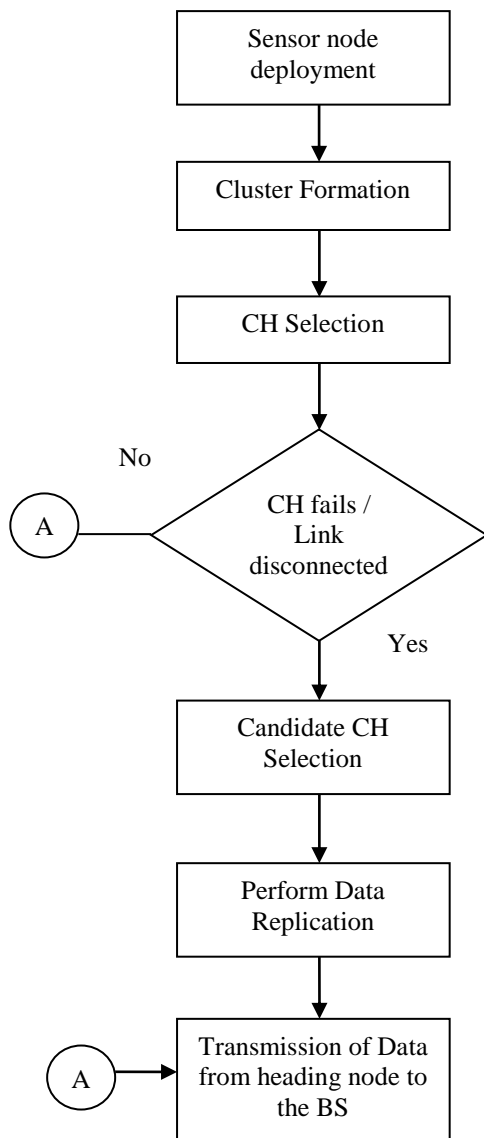 Sensor node
deployment
Cluster Formation
CH Selection
No
A
CH fails /
Link
disconnected
Yes
Candidate CH
Selection
Perform Data
Replication
A
Transmission of Data
from heading node to
the BS